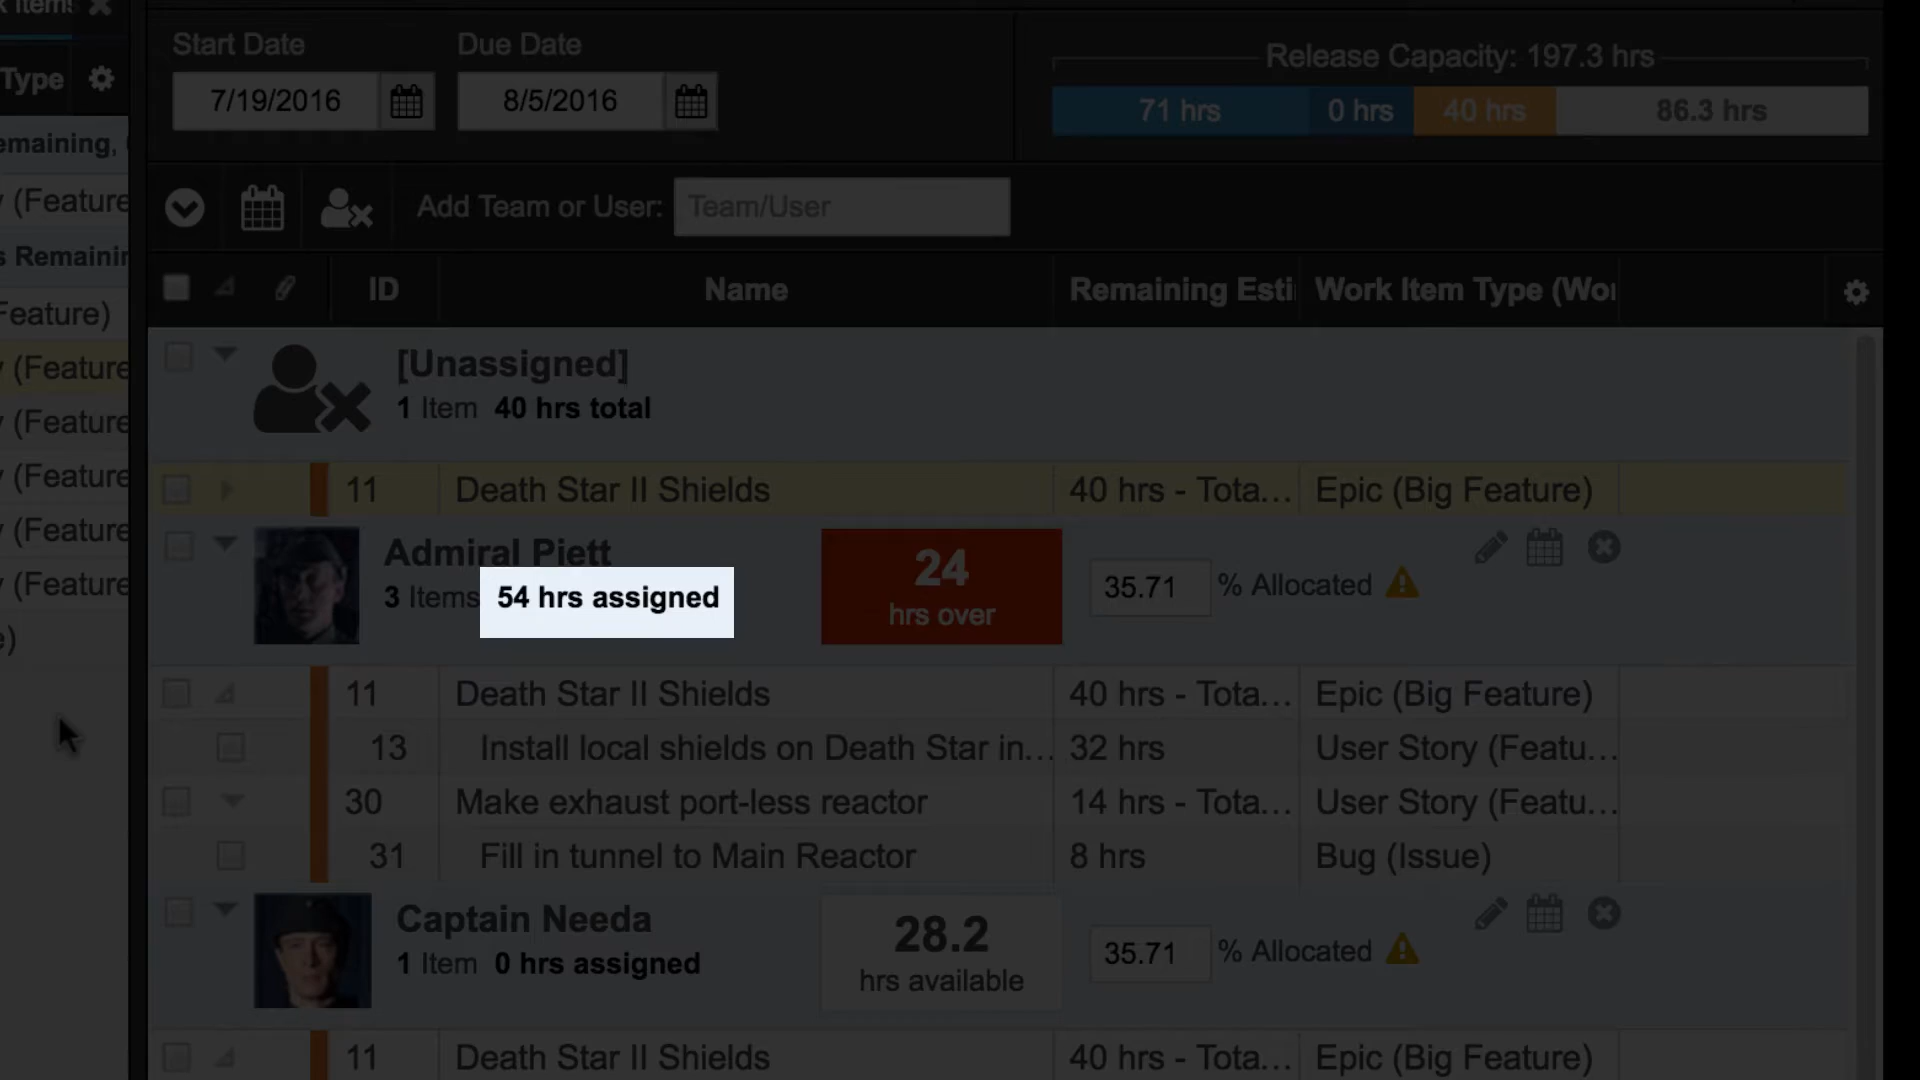 Start Date
Due Date
Release Capacity: 197.3 hrs
7/19/2016
8/5/2016
71 hrs
0 hrs
40 hrs
86.3 hrs
Type
emaining,
(Feature
s Remainin
Feature)
(Feature
(Feature
(Feature
(Feature
(Feature
Add Team or User:
Team/User
ID
Name
Remaining Esti
Work Item Type (Wor
[Unassigned]
1 Item 40 hrs total
11 Death Star II Shields 40 hrs - Tota... Epic (Big Feature)
Admiral Piett
3 Items 54 hrs assigned
24
hrs over
35.71 % Allocated
11 Death Star II Shields 40 hrs - Tota... Epic (Big Feature)
13 Install local shields on Death Star in... 32 hrs User Story (Featu...
30 Make exhaust port-less reactor 14 hrs - Tota... User Story (Featu...
31 Fill in tunnel to Main Reactor 8 hrs Bug (Issue)
Captain Needa
1 Item 0 hrs assigned
28.2
hrs available
35.71 % Allocated
11 Death Star II Shields 40 hrs - Tota... Epic (Big Feature)